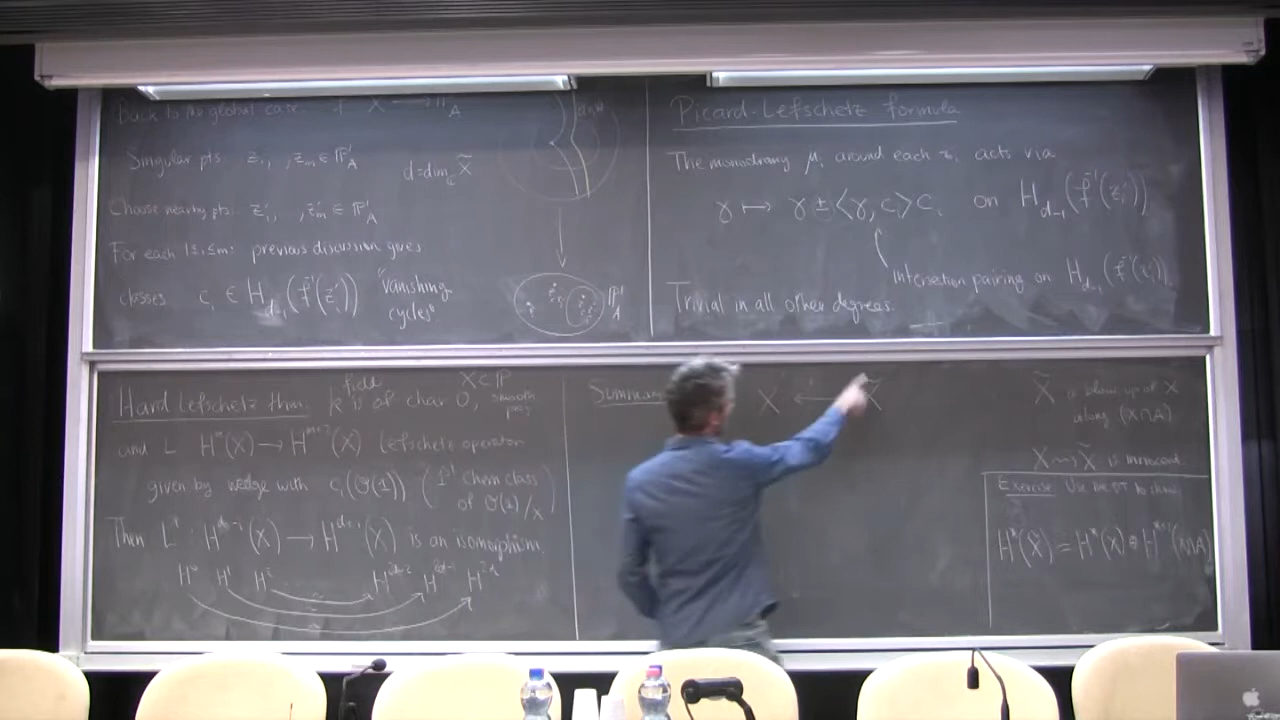 Back to the global case. f X̃ → P¹_A
Singular pts. z₁, , z_m ∈ P¹_A
d = dim_C X̃
Choose nearby pts. z'₁, , z'_m ∈ P¹_A
For each 1≤i≤m: previous discussion gives
classes c_i ∈ H_{d-1}(f̃⁻¹(z'_i)) "Vanishing
cycles"
P¹_A
Picard-Lefschetz formula
The monodromy μ_i around each z_i acts via
γ ↦ γ ± ⟨γ, c_i⟩ c_i on H_{d-1}(f̃⁻¹(z'_i))
intersection pairing on H_{d-1}(f̃⁻¹(z'_i))
Trivial in all other degrees.
Hard Lefschetz thm. k field is of char 0, X ⊂ P smooth proj
and L H^m(X) → H^{m+2}(X) Lefschetz operator
given by wedge with c₁(O(1)) (1st chern class
of O(1)/X)
Then Lⁱ : H^{d-i}(X) → H^{d+i}(X) is an isomorphism.
H⁰ H¹ H² H^{2d-2} H^{2d-1} H^{2d}
X ← X̃
X̃ is blow up of X
along (X∩A)
X ⇝ X̃ is innocent
Exercise Use the DT to show
H*(X̃) = H*(X) ⊕